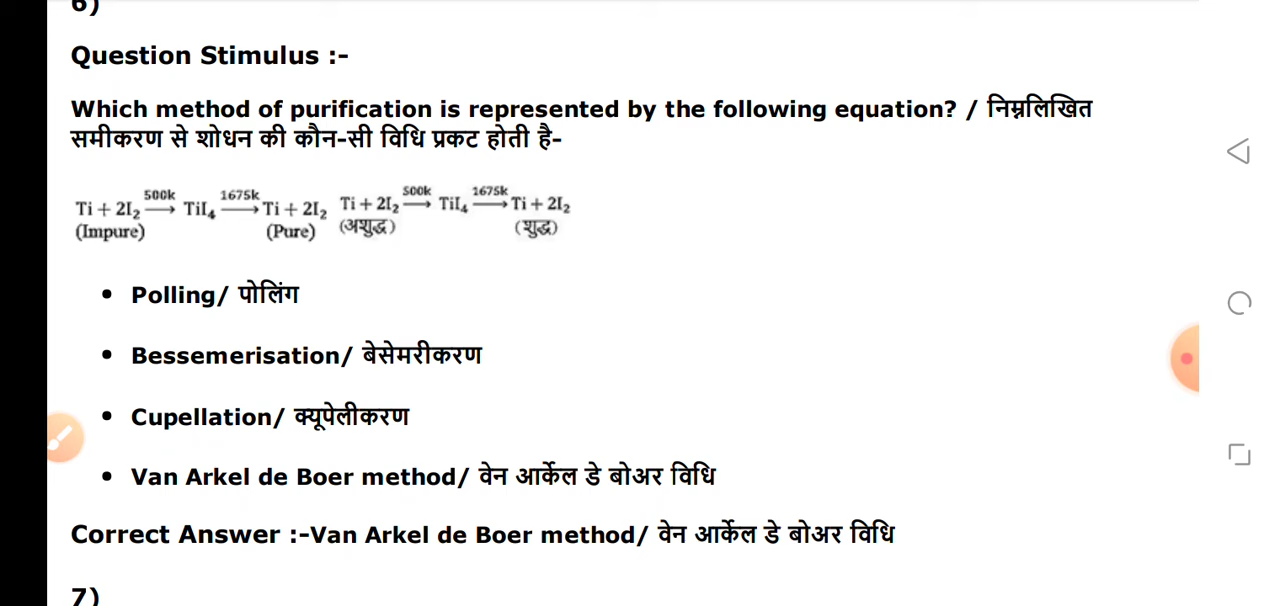 6)
Question Stimulus :-
Which method of purification is represented by the following equation? / निम्नलिखित
समीकरण से शोधन की कौन-सी विधि प्रकट होती है-
Ti + 2I₂ —500k→ TiI₄ —1675k→ Ti + 2I₂ Ti + 2I₂ —500k→ TiI₄ —1675k→ Ti + 2I₂
(Impure) (Pure) (अशुद्ध) (शुद्ध)
• Polling/ पोलिंग
• Bessemerisation/ बेसेमरीकरण
• Cupellation/ क्यूपेलीकरण
• Van Arkel de Boer method/ वेन आर्केल डे बोअर विधि
Correct Answer :-Van Arkel de Boer method/ वेन आर्केल डे बोअर विधि
7)